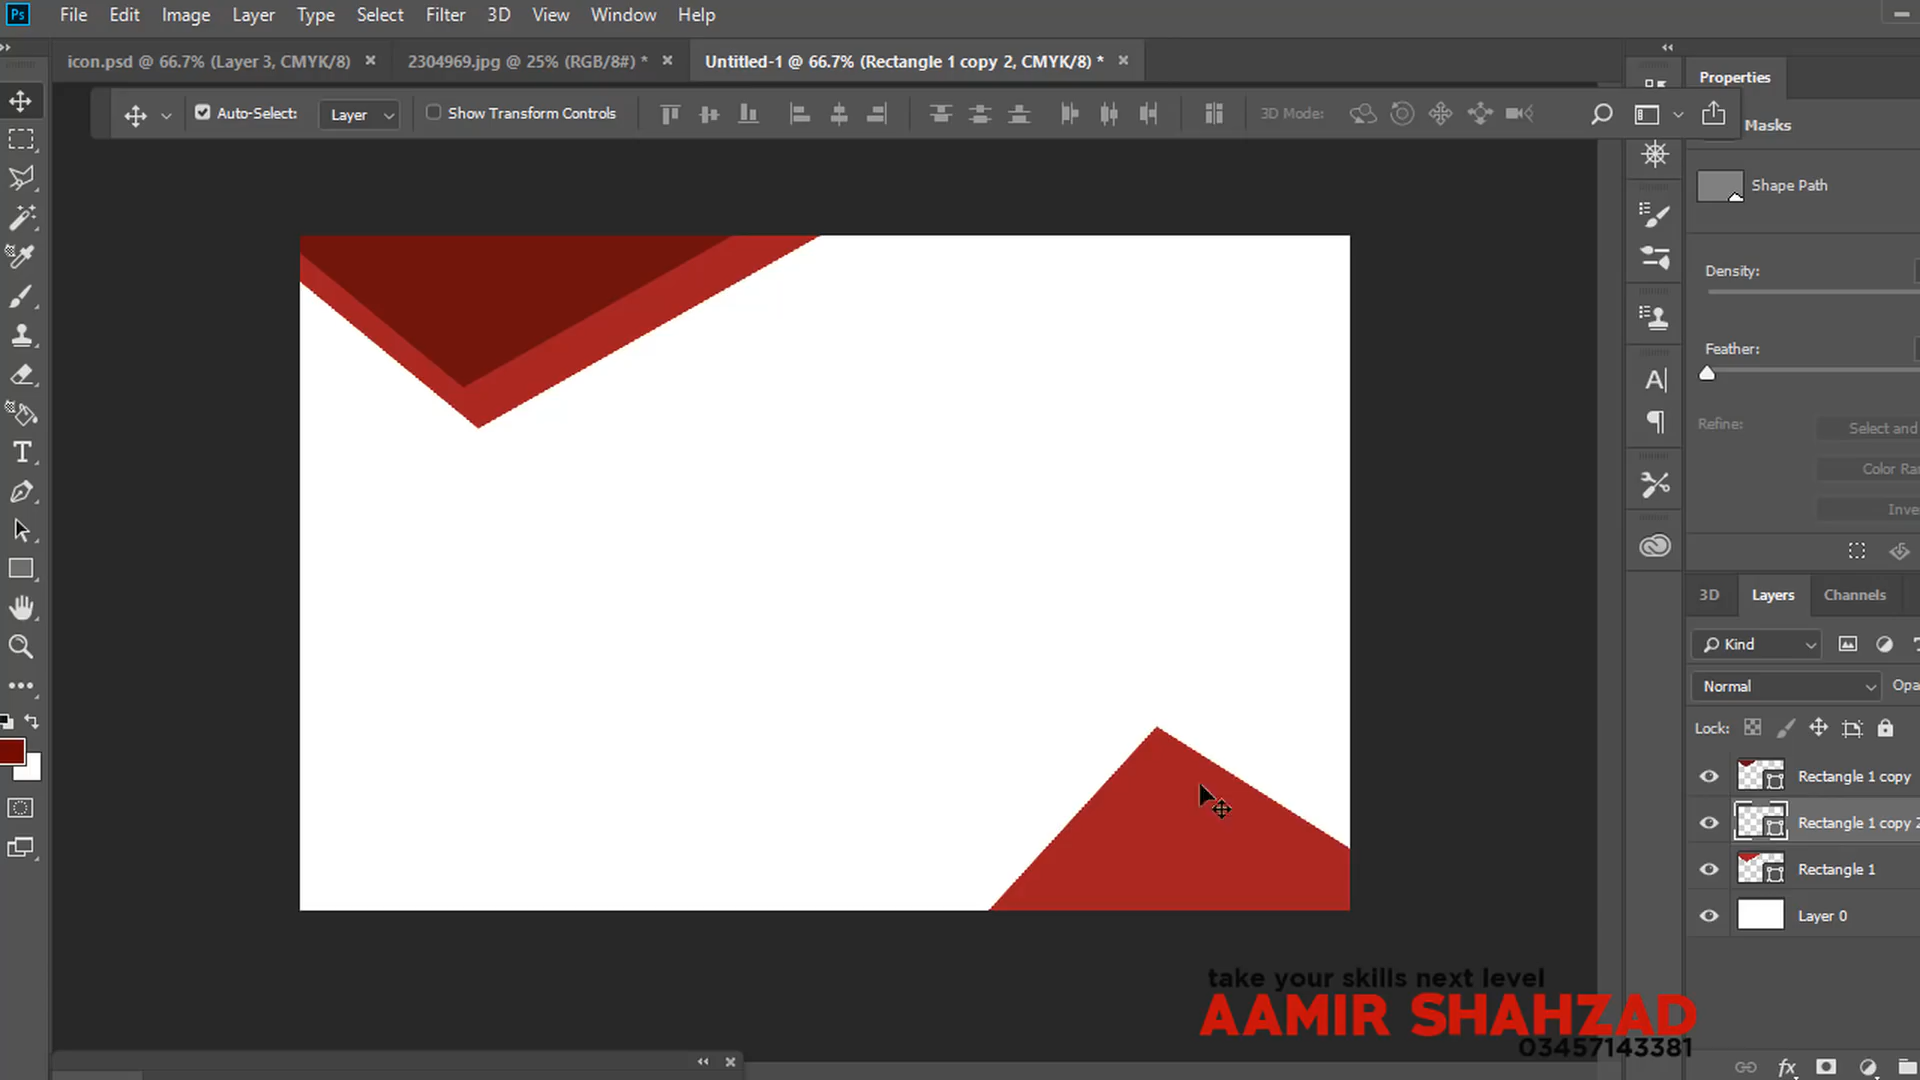 Ps File Edit Image Layer Type Select Filter 3D View Window Help
icon.psd @ 66.7% (Layer 3, CMYK/8) × 2304969.jpg @ 25% (RGB/8#) * × Untitled-1 @ 66.7% (Rectangle 1 copy 2, CMYK/8) * ×
Properties
Auto-Select: Layer Show Transform Controls 3D Mode:
Masks
Shape Path
Density:
Feather:
Refine: Select and
Color Ra
Inve
3D Layers Channels
Kind
Normal Opa
Lock:
Rectangle 1 copy
Rectangle 1 copy 2
Rectangle 1
Layer 0
take your skills next level
AAMIR SHAHZAD
03457143381
fx